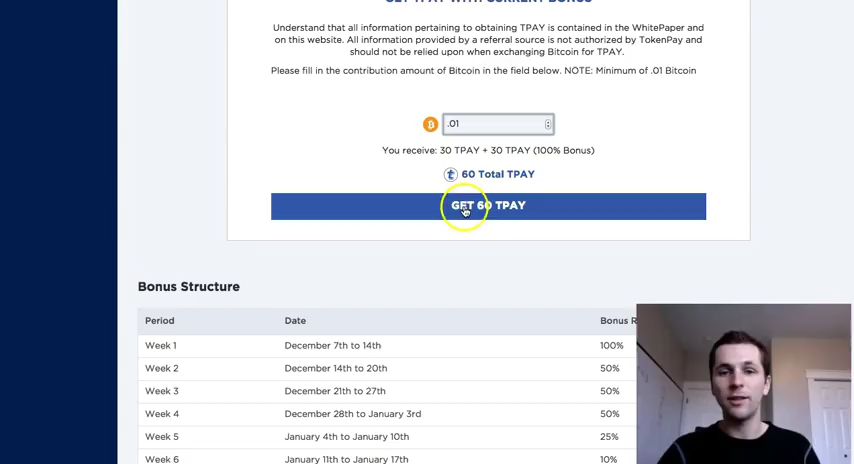 GET TPAY WITH CURRENT BONUS
Understand that all information pertaining to obtaining TPAY is contained in the WhitePaper and
on this website. All information provided by a referral source is not authorized by TokenPay and
should not be relied upon when exchanging Bitcoin for TPAY.
Please fill in the contribution amount of Bitcoin in the field below. NOTE: Minimum of .01 Bitcoin
.01
You receive: 30 TPAY + 30 TPAY (100% Bonus)
60 Total TPAY
GET 60 TPAY
Bonus Structure
Period Date Bonus R
Week 1 December 7th to 14th 100%
Week 2 December 14th to 20th 50%
Week 3 December 21th to 27th 50%
Week 4 December 28th to January 3rd 50%
Week 5 January 4th to January 10th 25%
Week 6 January 11th to January 17th 10%